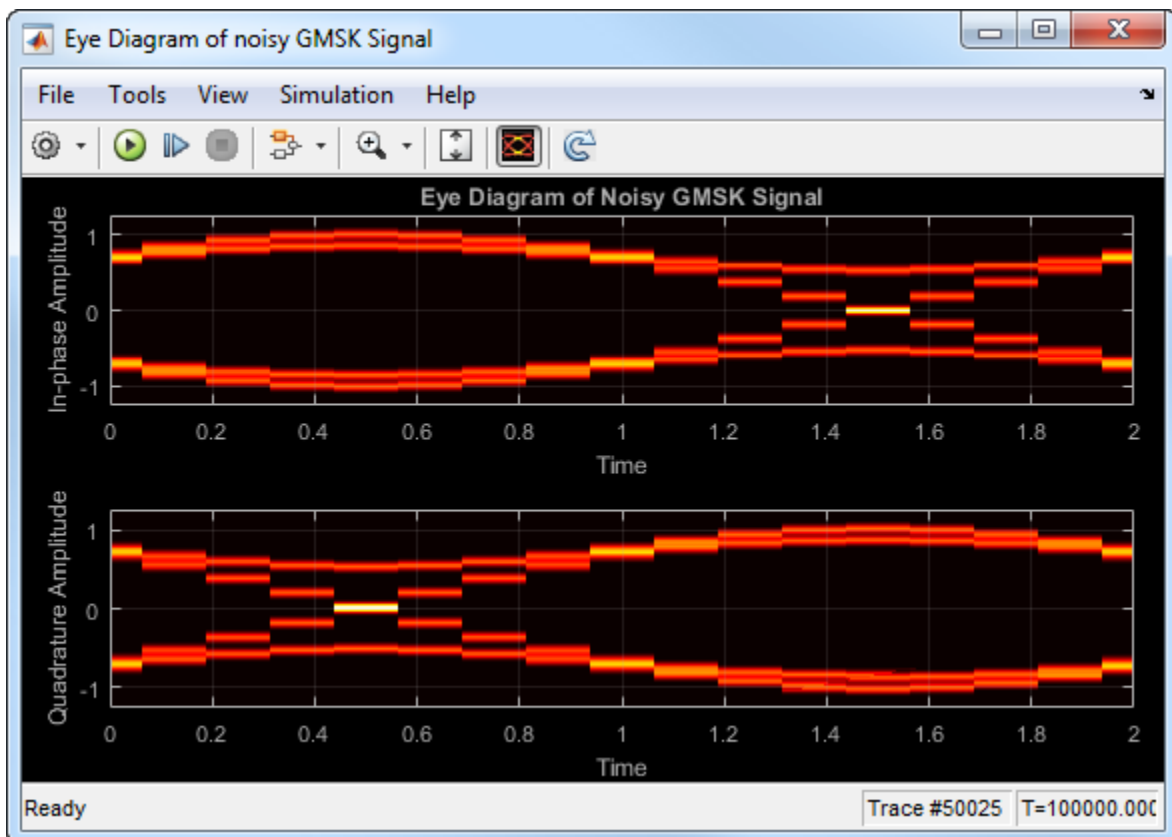 Eye Diagram of noisy GMSK Signal
File Tools View Simulation Help
Eye Diagram of Noisy GMSK Signal
In-phase Amplitude
1
0
-1
0 0.2 0.4 0.6 0.8 1 1.2 1.4 1.6 1.8 2
Time
Quadrature Amplitude
1
0
-1
0 0.2 0.4 0.6 0.8 1 1.2 1.4 1.6 1.8 2
Time
Ready Trace #50025 T=100000.000